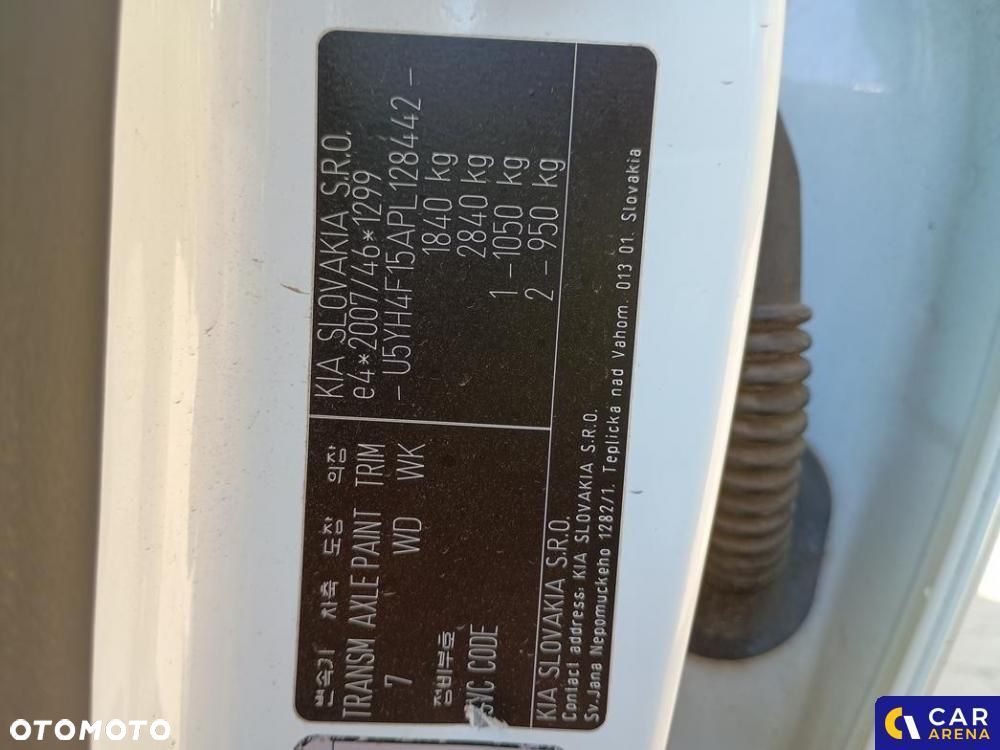 KIA SLOVAKIA S.R.O.
e4*2007/46*1299
- U5YH4F15APL128442 -
1840 kg
2840 kg
1 - 1050 kg
2 - 950 kg
변속기 차축 도장 의장
TRANSM AXLE PAINT TRIM
7 WD WK
정비부호
SVC CODE
KIA SLOVAKIA S.R.O.
Contact address: KIA SLOVAKIA S.R.O.
Sv. Jana Nepomuckeho 1282/1. Teplicka nad Vahom. 013 01. Slovakia
OTOMOTO
CAR
ARENA